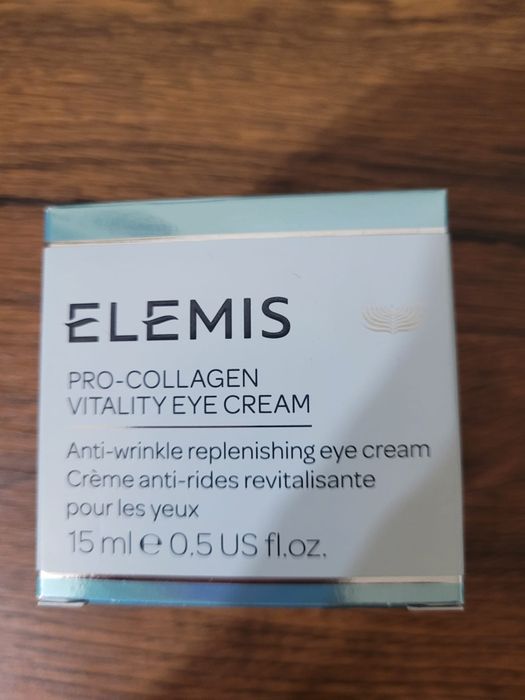 ELEMIS
PRO-COLLAGEN
VITALITY EYE CREAM
Anti-wrinkle replenishing eye cream
Crème anti-rides revitalisante
pour les yeux
15 ml ℮ 0.5 US fl.oz.